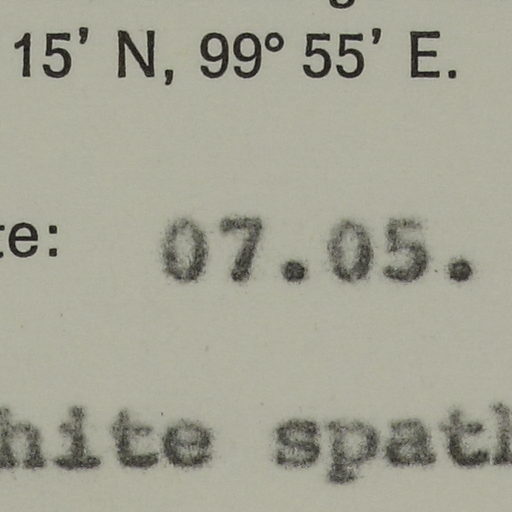 15' N, 99° 55' E.
te: 07.05.
hite spath